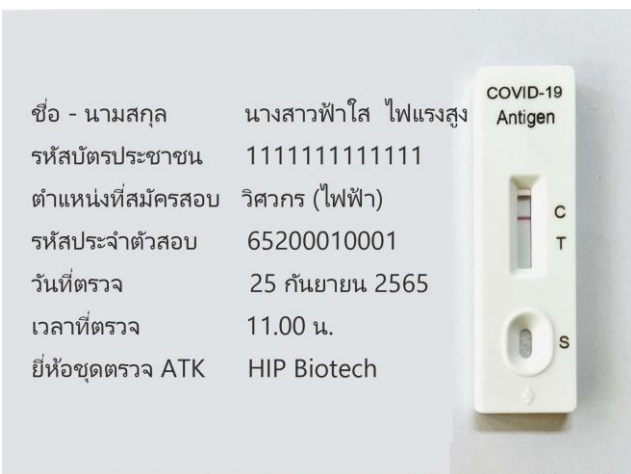 ชื่อ - นามสกุล นางสาวฟ้าใส ไฟแรงสูง
รหัสบัตรประชาชน 1111111111111
ตำแหน่งที่สมัครสอบ วิศวกร (ไฟฟ้า)
รหัสประจำตัวสอบ 65200010001
วันที่ตรวจ 25 กันยายน 2565
เวลาที่ตรวจ 11.00 น.
ยี่ห้อชุดตรวจ ATK HIP Biotech
COVID-19
Antigen
C
T
S